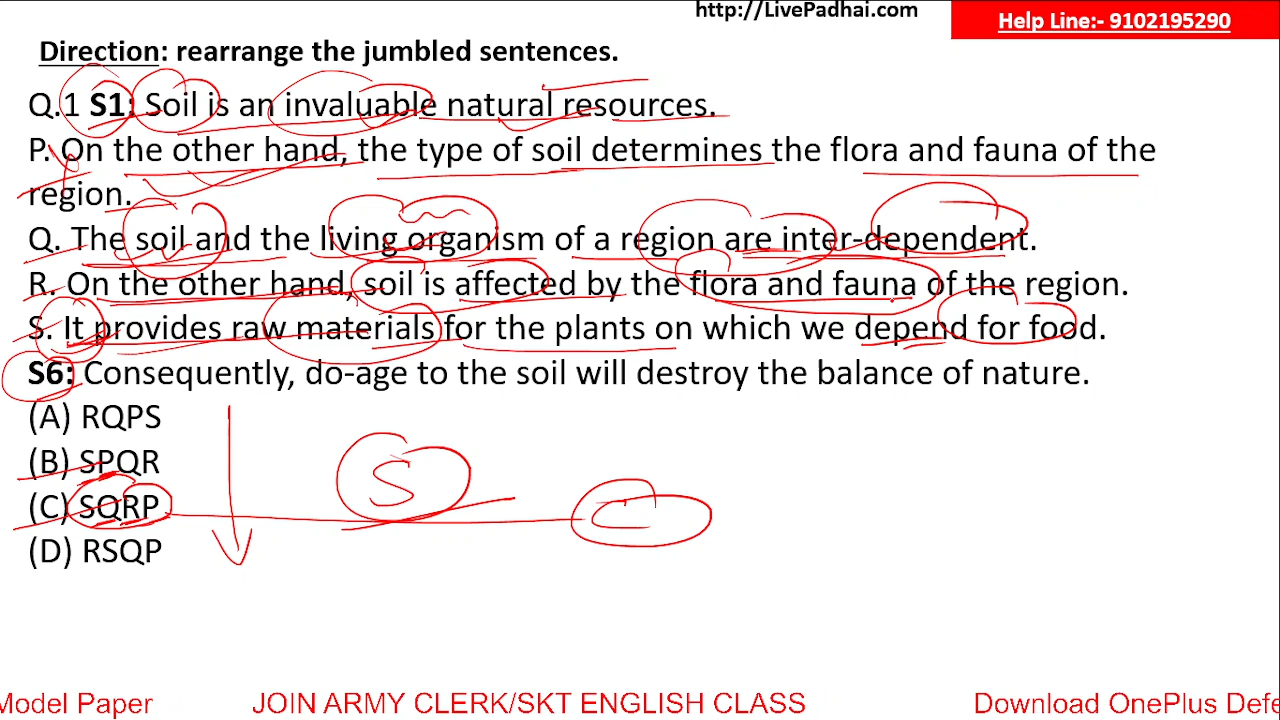 http://LivePadhai.com
Help Line:- 9102195290
Direction: rearrange the jumbled sentences.
Q.1 S1: Soil is an invaluable natural resources.
P. On the other hand, the type of soil determines the flora and fauna of the
region.
Q. The soil and the living organism of a region are inter-dependent.
R. On the other hand, soil is affected by the flora and fauna of the region.
S. It provides raw materials for the plants on which we depend for food.
S6: Consequently, do-age to the soil will destroy the balance of nature.
(A) RQPS
(B) SPQR
(C) SQRP
(D) RSQP
S
C
Model Paper
JOIN ARMY CLERK/SKT ENGLISH CLASS
Download OnePlus Defe